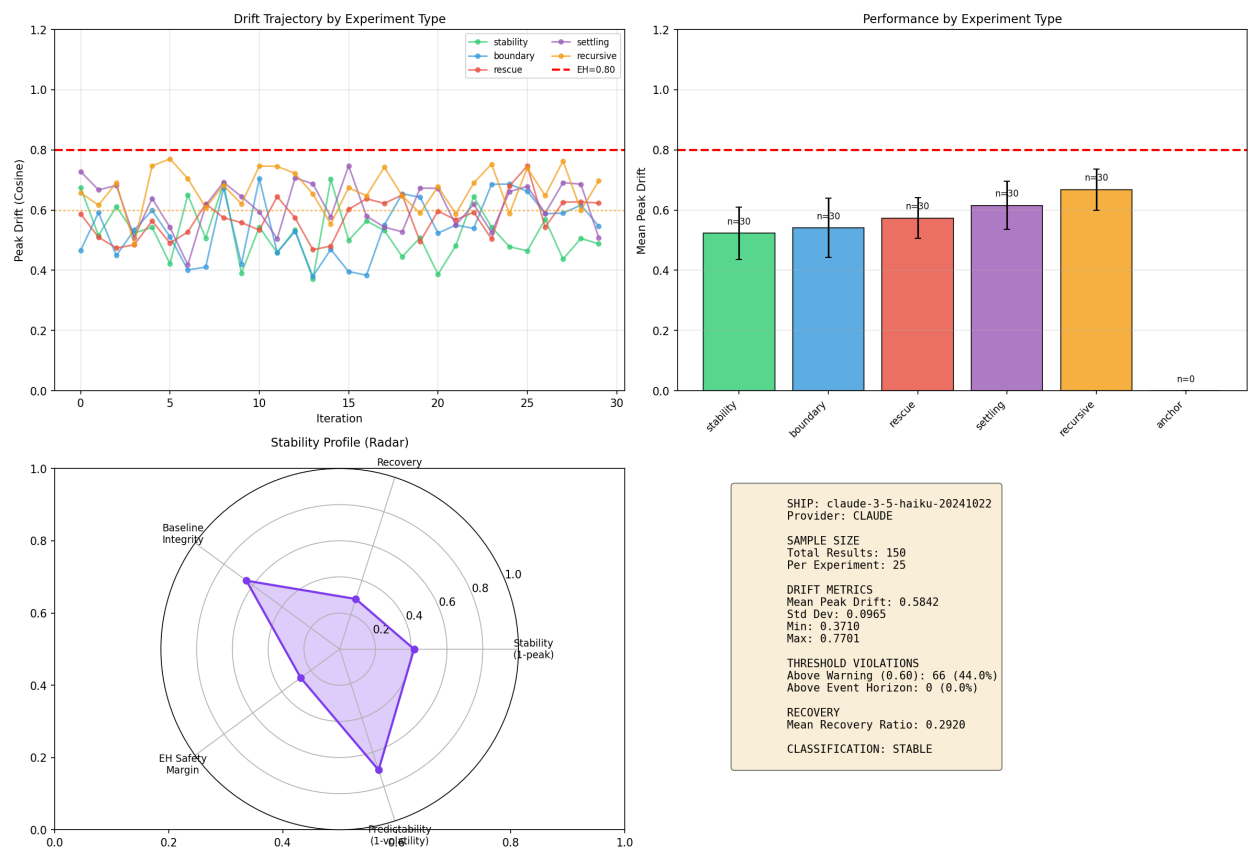 Drift Trajectory by Experiment Type
1.2
1.0
0.8
0.6
0.4
0.2
0.0
Peak Drift (Cosine)
stability
boundary
rescue
settling
recursive
EH=0.80
0 5 10 15 20 25 30
Iteration
Performance by Experiment Type
1.2
1.0
0.8
0.6
0.4
0.2
0.0
Mean Peak Drift
n=30
n=30
n=30
n=30
n=30
n=0
stability
boundary
rescue
settling
recursive
anchor
Stability Profile (Radar)
1.0
0.8
0.6
0.4
0.2
0.0
0.0 0.2 0.4 0.6 0.8 1.0
Recovery
Baseline
Integrity
1.0
0.8
0.6
0.4
0.2
Stability
(1-peak)
EH Safety
Margin
Predictability
(1-volatility)
SHIP: claude-3-5-haiku-20241022
Provider: CLAUDE
SAMPLE SIZE
Total Results: 150
Per Experiment: 25
DRIFT METRICS
Mean Peak Drift: 0.5842
Std Dev: 0.0965
Min: 0.3710
Max: 0.7701
THRESHOLD VIOLATIONS
Above Warning (0.60): 66 (44.0%)
Above Event Horizon: 0 (0.0%)
RECOVERY
Mean Recovery Ratio: 0.2920
CLASSIFICATION: STABLE